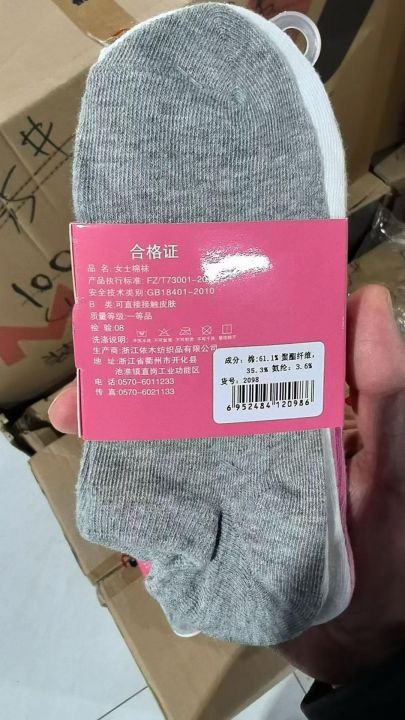 合格证
品 名:女士棉袜
产品执行标准:FZ/T73001-20
安全技术类别:GB18401-2010
B 类 可直接接触皮肤
质量等级:一等品
检 验:08
洗涤说明:
生产商:浙江依木纺织品有限公司
地 址:浙江省衢州市开化县
池淮镇直岗工业功能区
电 话:0570-6011233
传 真:0570-6021133
成分: 棉:61.1% 聚酯纤维:
35.3% 氨纶: 3.6%
货号: 2098
6 952484 120986
#
100